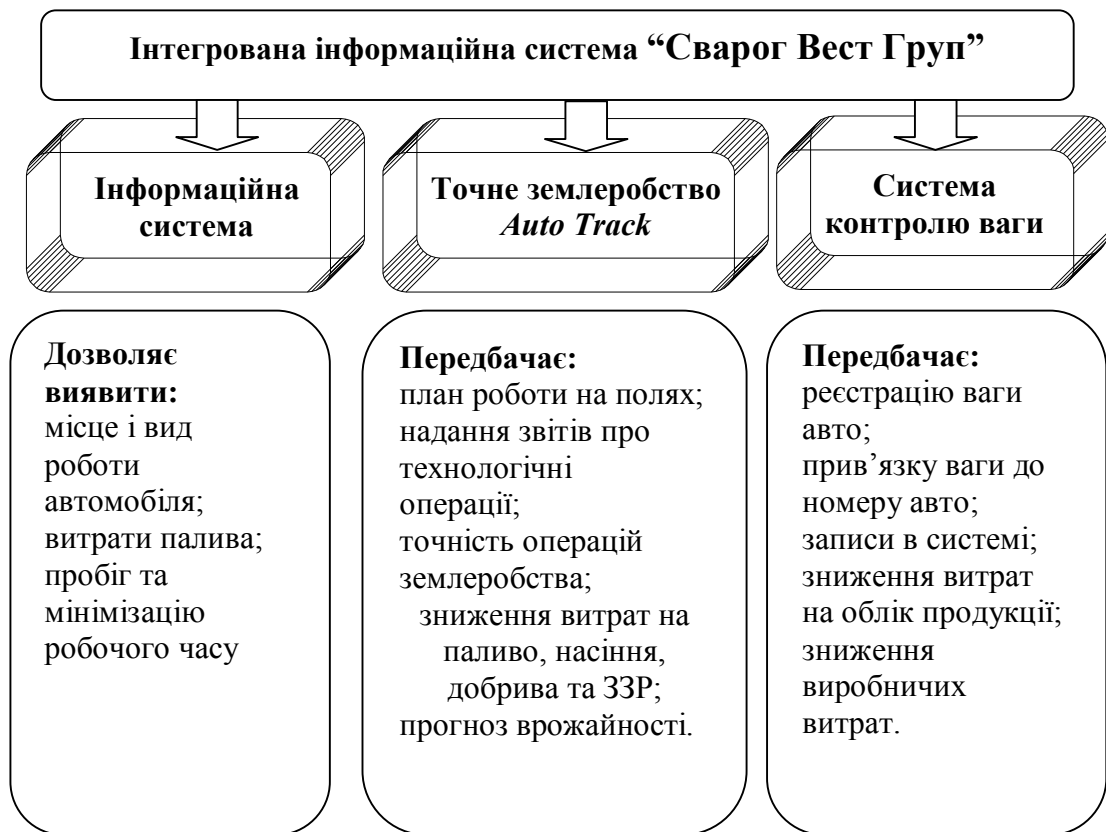 Інтегрована інформаційна система “Сварог Вест Груп”
Інформаційна
система
Точне землеробство
Auto Track
Система
контролю ваги
Дозволяє
виявити:
місце і вид
роботи
автомобіля;
витрати палива;
пробіг та
мінімізацію
робочого часу
Передбачає:
план роботи на полях;
надання звітів про
технологічні
операції;
точність операцій
землеробства;
зниження витрат на
паливо, насіння,
добрива та ЗЗР;
прогноз врожайності.
Передбачає:
реєстрацію ваги
авто;
прив’язку ваги до
номеру авто;
записи в системі;
зниження витрат
на облік продукції;
зниження
виробничих
витрат.